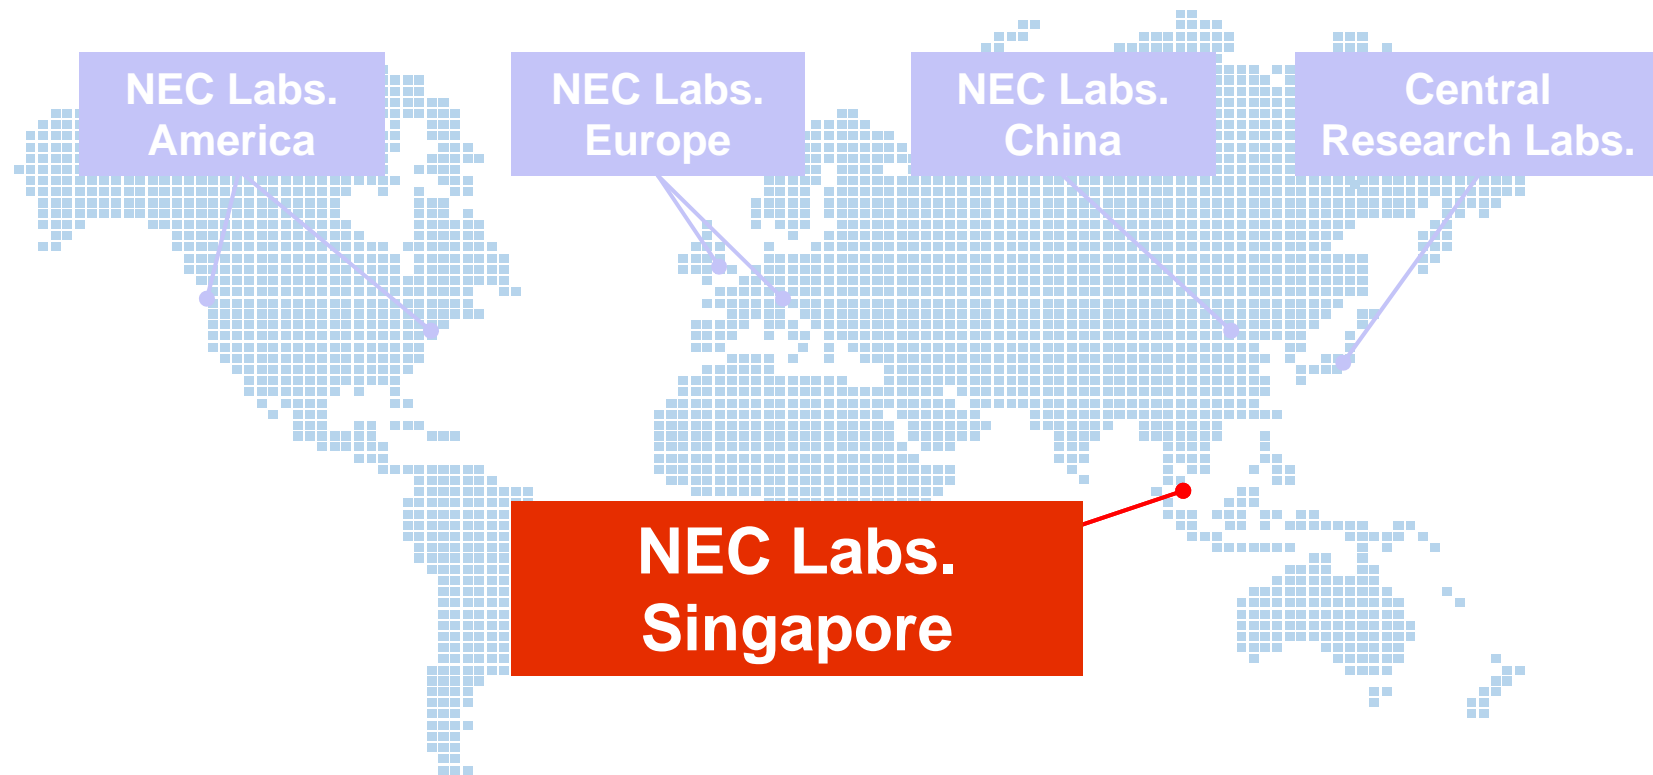 NEC Labs.
America
NEC Labs.
Europe
NEC Labs.
China
Central
Research Labs.
NEC Labs.
Singapore